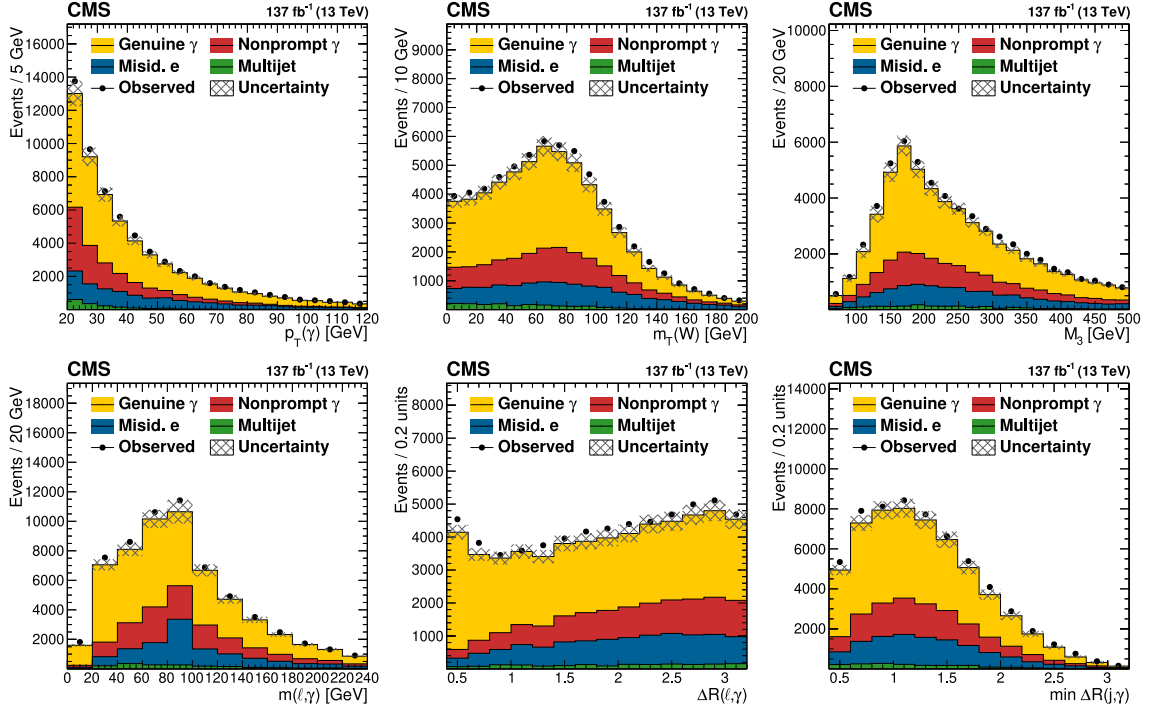 CMS 137 fb⁻¹ (13 TeV)
Events / 5 GeV
16000
14000
12000
10000
8000
6000
4000
2000
Genuine γ Nonprompt γ
Misid. e Multijet
Observed Uncertainty
20 30 40 50 60 70 80 90 100 110 120
p_T(γ) [GeV]
CMS 137 fb⁻¹ (13 TeV)
Events / 10 GeV
9000
8000
7000
6000
5000
4000
3000
2000
1000
Genuine γ Nonprompt γ
Misid. e Multijet
Observed Uncertainty
0 20 40 60 80 100 120 140 160 180 200
m_T(W) [GeV]
CMS 137 fb⁻¹ (13 TeV)
Events / 20 GeV
10000
8000
6000
4000
2000
Genuine γ Nonprompt γ
Misid. e Multijet
Observed Uncertainty
100 150 200 250 300 350 400 450 500
M₃ [GeV]
CMS 137 fb⁻¹ (13 TeV)
Events / 20 GeV
18000
16000
14000
12000
10000
8000
6000
4000
2000
Genuine γ Nonprompt γ
Misid. e Multijet
Observed Uncertainty
0 20 40 60 80 100 120 140 160 180 200 220 240
m(ℓ,γ) [GeV]
CMS 137 fb⁻¹ (13 TeV)
Events / 0.2 units
8000
7000
6000
5000
4000
3000
2000
1000
Genuine γ Nonprompt γ
Misid. e Multijet
Observed Uncertainty
0.5 1 1.5 2 2.5 3
ΔR(ℓ,γ)
CMS 137 fb⁻¹ (13 TeV)
Events / 0.2 units
14000
12000
10000
8000
6000
4000
2000
Genuine γ Nonprompt γ
Misid. e Multijet
Observed Uncertainty
0.5 1 1.5 2 2.5 3
min ΔR(j,γ)